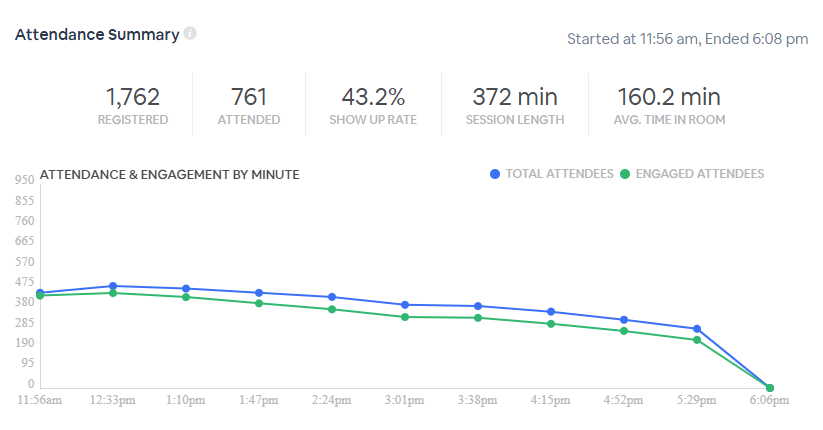 Attendance Summary
Started at 11:56 am, Ended 6:08 pm
1,762 761 43.2% 372 min 160.2 min
REGISTERED ATTENDED SHOW UP RATE SESSION LENGTH AVG. TIME IN ROOM
ATTENDANCE & ENGAGEMENT BY MINUTE
TOTAL ATTENDEES ENGAGED ATTENDEES
950
855
760
665
570
475
380
285
190
95
0
11:56am 12:33pm 1:10pm 1:47pm 2:24pm 3:01pm 3:38pm 4:15pm 4:52pm 5:29pm 6:06pm